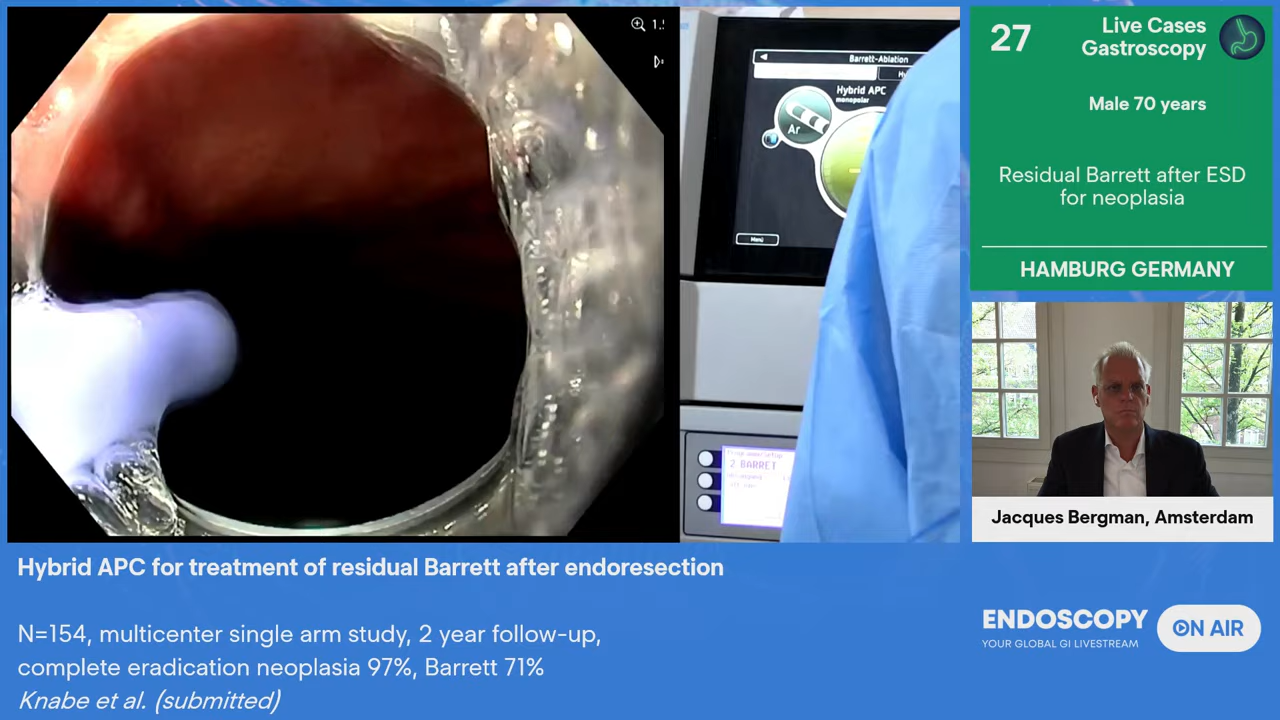 1.
Barrett-Ablation
Hybrid APC
monopolar
Ar
Menü
2 BARRET
27
Live Cases
Gastroscopy
Male 70 years
Residual Barrett after ESD
for neoplasia
HAMBURG GERMANY
Jacques Bergman, Amsterdam
Hybrid APC for treatment of residual Barrett after endoresection
N=154, multicenter single arm study, 2 year follow-up,
complete eradication neoplasia 97%, Barrett 71%
Knabe et al. (submitted)
ENDOSCOPY
YOUR GLOBAL GI LIVESTREAM
ON AIR